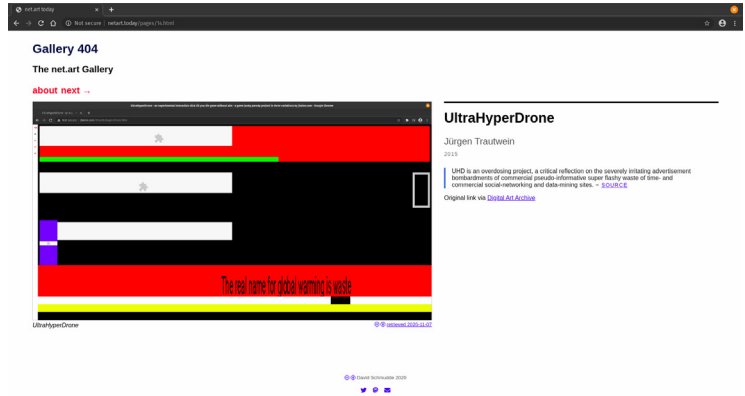 net.art today
Not secure | netart.today/pages/14.html
Gallery 404
The net.art Gallery
about next →
The real name for global warming is waste
UltraHyperDrone
retrieved 2020-11-07
UltraHyperDrone
Jürgen Trautwein
2015
UHD is an overdosing project, a critical reflection on the severely irritating advertisement
bombardments of commercial pseudo-informative super flashy waste of time- and
commercial social-networking and data-mining sites. ~ SOURCE
Original link via Digital Art Archive
David Schmudde 2020